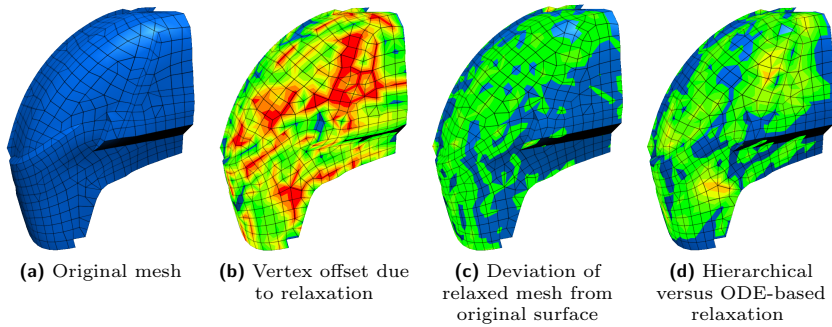 (a) Original mesh
(b) Vertex offset due
to relaxation
(c) Deviation of
relaxed mesh from
original surface
(d) Hierarchical
versus ODE-based
relaxation